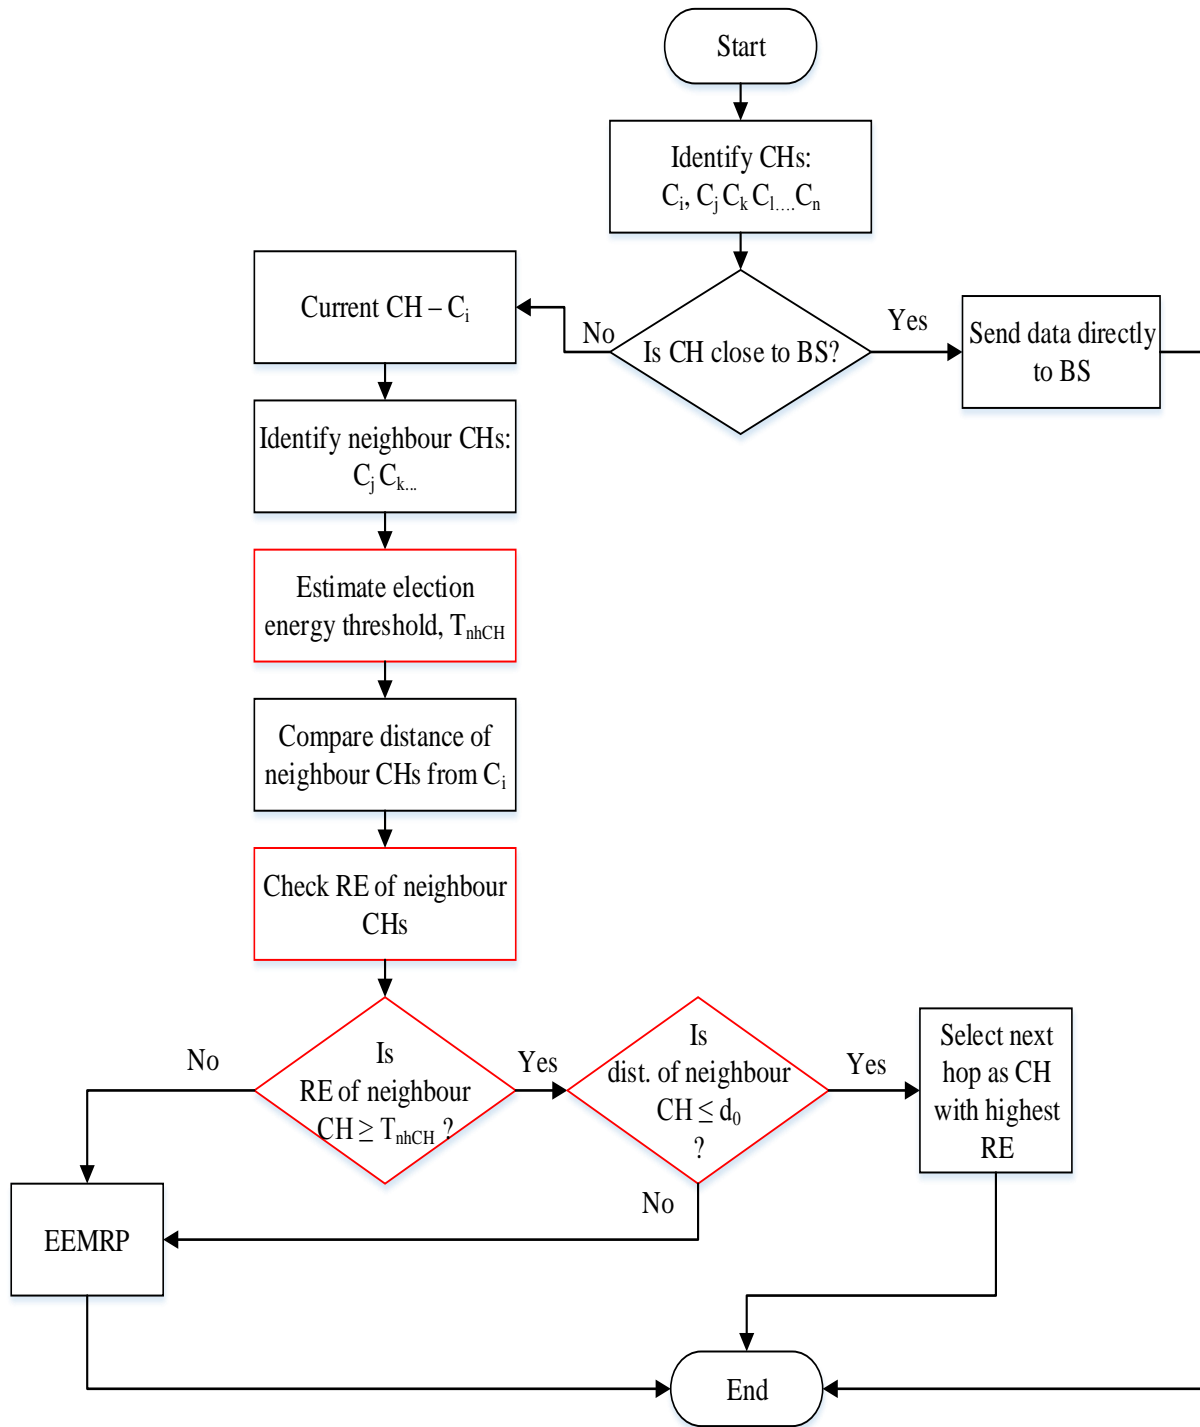 Start
Identify CHs:
Ci, Cj Ck Cl....Cn
Current CH – Ci
No
Is CH close to BS?
Yes
Send data directly
to BS
Identify neighbour CHs:
Cj Ck...
Estimate election
energy threshold, TnhCH
Compare distance of
neighbour CHs from Ci
Check RE of neighbour
CHs
No
Is
RE of neighbour
CH ≥ TnhCH ?
Yes
Is
dist. of neighbour
CH ≤ d0
?
Yes
Select next
hop as CH
with highest
RE
No
EEMRP
End